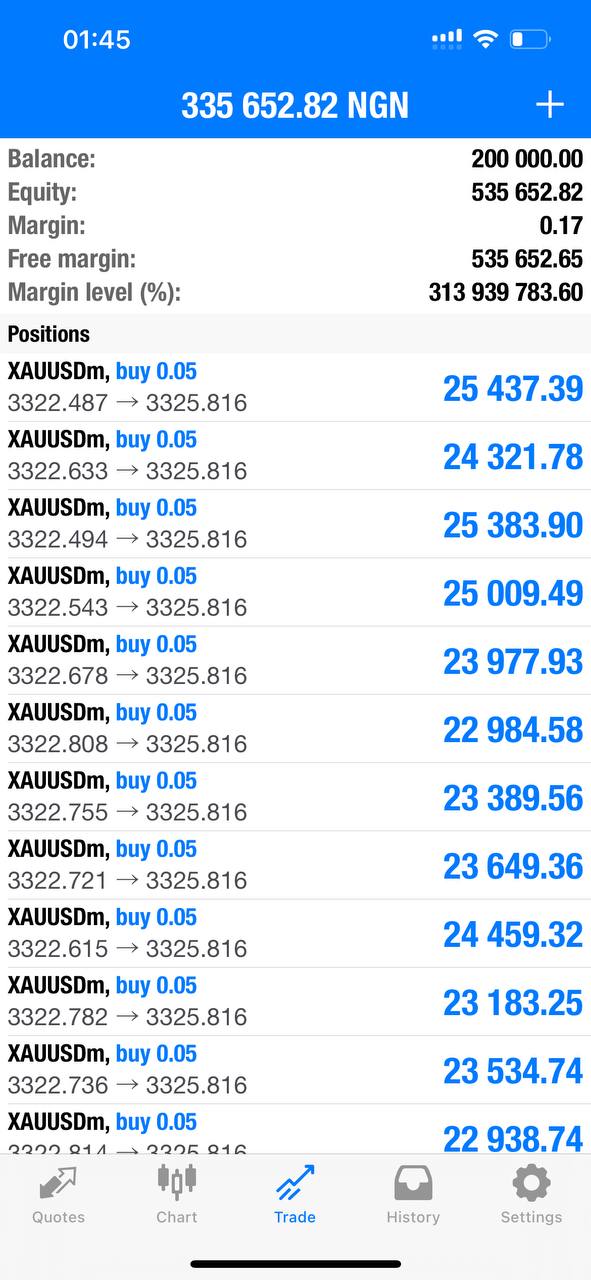 01:45
335 652.82 NGN
Balance: 200 000.00
Equity: 535 652.82
Margin: 0.17
Free margin: 535 652.65
Margin level (%): 313 939 783.60
Positions
XAUUSDm, buy 0.05
3322.487 → 3325.816 25 437.39
XAUUSDm, buy 0.05
3322.633 → 3325.816 24 321.78
XAUUSDm, buy 0.05
3322.494 → 3325.816 25 383.90
XAUUSDm, buy 0.05
3322.543 → 3325.816 25 009.49
XAUUSDm, buy 0.05
3322.678 → 3325.816 23 977.93
XAUUSDm, buy 0.05
3322.808 → 3325.816 22 984.58
XAUUSDm, buy 0.05
3322.755 → 3325.816 23 389.56
XAUUSDm, buy 0.05
3322.721 → 3325.816 23 649.36
XAUUSDm, buy 0.05
3322.615 → 3325.816 24 459.32
XAUUSDm, buy 0.05
3322.782 → 3325.816 23 183.25
XAUUSDm, buy 0.05
3322.736 → 3325.816 23 534.74
XAUUSDm, buy 0.05
3322.814 → 3325.816 22 938.74
Quotes Chart Trade History Settings